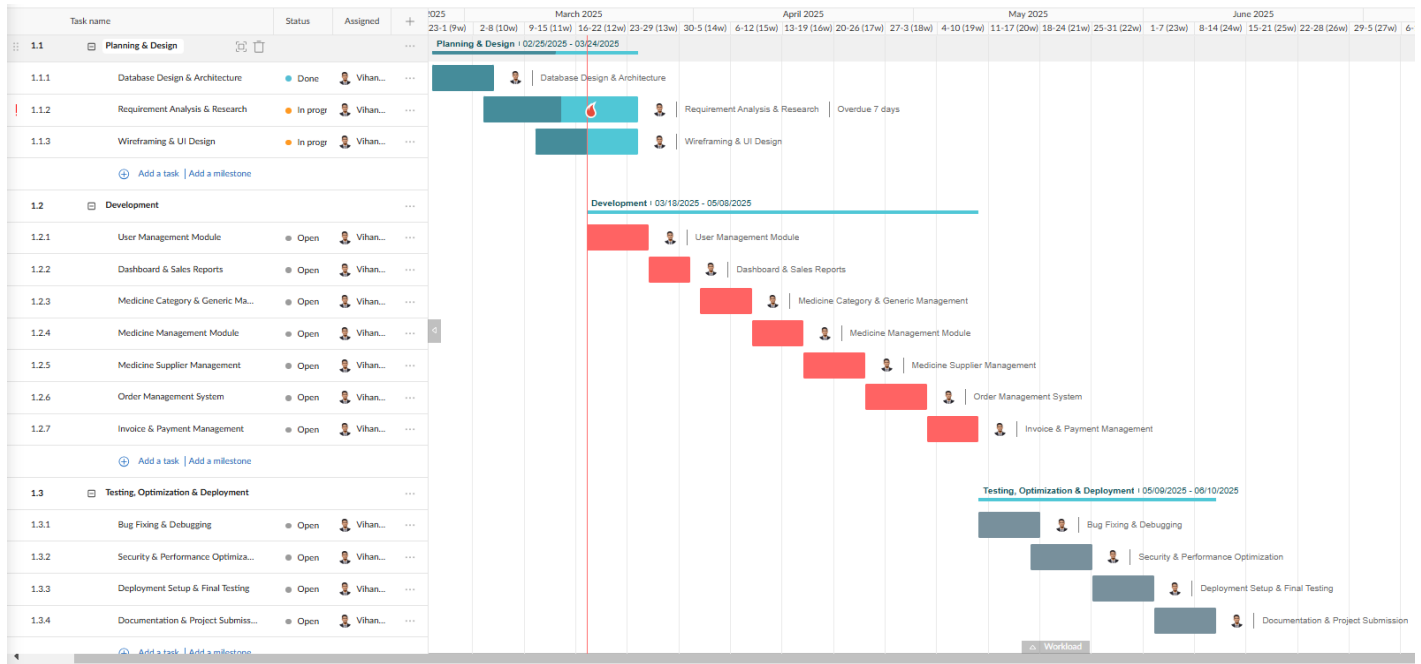 Task name Status Assigned
2025 March 2025 April 2025 May 2025 June 2025
23-1 (9w) 2-8 (10w) 9-15 (11w) 16-22 (12w) 23-29 (13w) 30-5 (14w) 6-12 (15w) 13-19 (16w) 20-26 (17w) 27-3 (18w) 4-10 (19w) 11-17 (20w) 18-24 (21w) 25-31 (22w) 1-7 (23w) 8-14 (24w) 15-21 (25w) 22-28 (26w) 29-5 (27w) 6-
1.1 Planning & Design Planning & Design 02/25/2025 - 03/24/2025
1.1.1 Database Design & Architecture Done Vihan... Database Design & Architecture
1.1.2 Requirement Analysis & Research In progr Vihan... Requirement Analysis & Research Overdue 7 days
1.1.3 Wireframing & UI Design In progr Vihan... Wireframing & UI Design
Add a task | Add a milestone
1.2 Development Development 03/18/2025 - 05/08/2025
1.2.1 User Management Module Open Vihan... User Management Module
1.2.2 Dashboard & Sales Reports Open Vihan... Dashboard & Sales Reports
1.2.3 Medicine Category & Generic Ma... Open Vihan... Medicine Category & Generic Management
1.2.4 Medicine Management Module Open Vihan... Medicine Management Module
1.2.5 Medicine Supplier Management Open Vihan... Medicine Supplier Management
1.2.6 Order Management System Open Vihan... Order Management System
1.2.7 Invoice & Payment Management Open Vihan... Invoice & Payment Management
Add a task | Add a milestone
1.3 Testing, Optimization & Deployment Testing, Optimization & Deployment 05/09/2025 - 06/10/2025
1.3.1 Bug Fixing & Debugging Open Vihan... Bug Fixing & Debugging
1.3.2 Security & Performance Optimiza... Open Vihan... Security & Performance Optimization
1.3.3 Deployment Setup & Final Testing Open Vihan... Deployment Setup & Final Testing
1.3.4 Documentation & Project Submiss... Open Vihan... Documentation & Project Submission
Add a task | Add a milestone
Workload